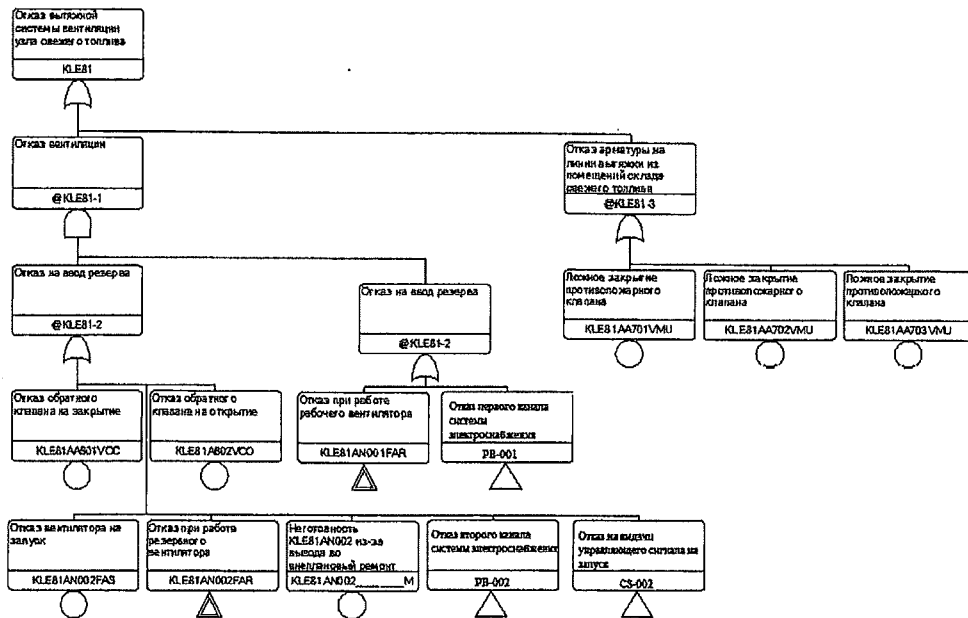 Отказ вытяжной
системы вентиляции
узла свежего топлива
KLE81
Отказ вентиляции
@KLE81-1
Отказ арматуры на
линии вытяжки из
помещений склада
свежего топлива
@KLE81-3
Отказ на ввод резерва
@KLE81-2
Отказ на ввод резерва
@KLE81-2
Ложное закрытие
противопожарного
клапана
KLE81AA701VMU
Ложное закрытие
противопожарного
клапана
KLE81AA702VMU
Ложное закрытие
противопожарного
клапана
KLE81AA703VMU
Отказ обратного
клапана на закрытие
KLE81AA601VCC
Отказ обратного
клапана на открытие
KLE81A602VCO
Отказ при работе
рабочего вентилятора
KLE81AN001FAR
Отказ первого канала
системы
электроснабжения
PB-001
Отказ вентилятора на
запуск
KLE81AN002FAS
Отказ при работе
резервного
вентилятора
KLE81AN002FAR
Неготовность
KLE81AN002 из-за
вывода во
внеплановый ремонт
KLE81AN002______M
Отказ второго канала
системы электроснабжения
PB-002
Отказ на выдачи
управляющего сигнала на
запуск
CS-002